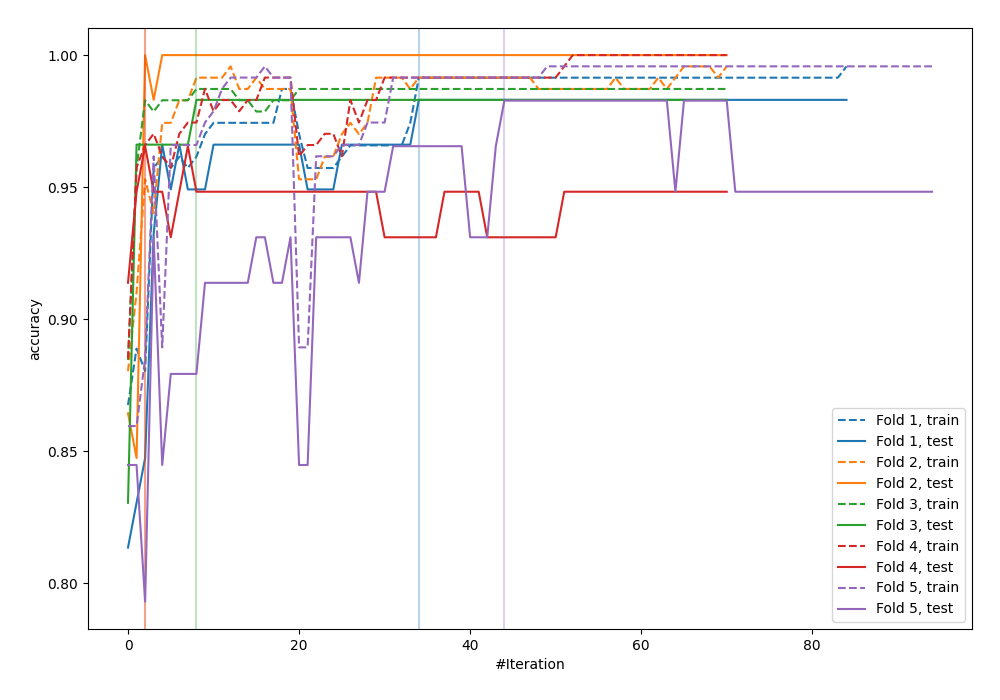 1.00
0.95
0.90
0.85
0.80
accuracy
0
20
40
60
80
#Iteration
Fold 1, train
Fold 1, test
Fold 2, train
Fold 2, test
Fold 3, train
Fold 3, test
Fold 4, train
Fold 4, test
Fold 5, train
Fold 5, test